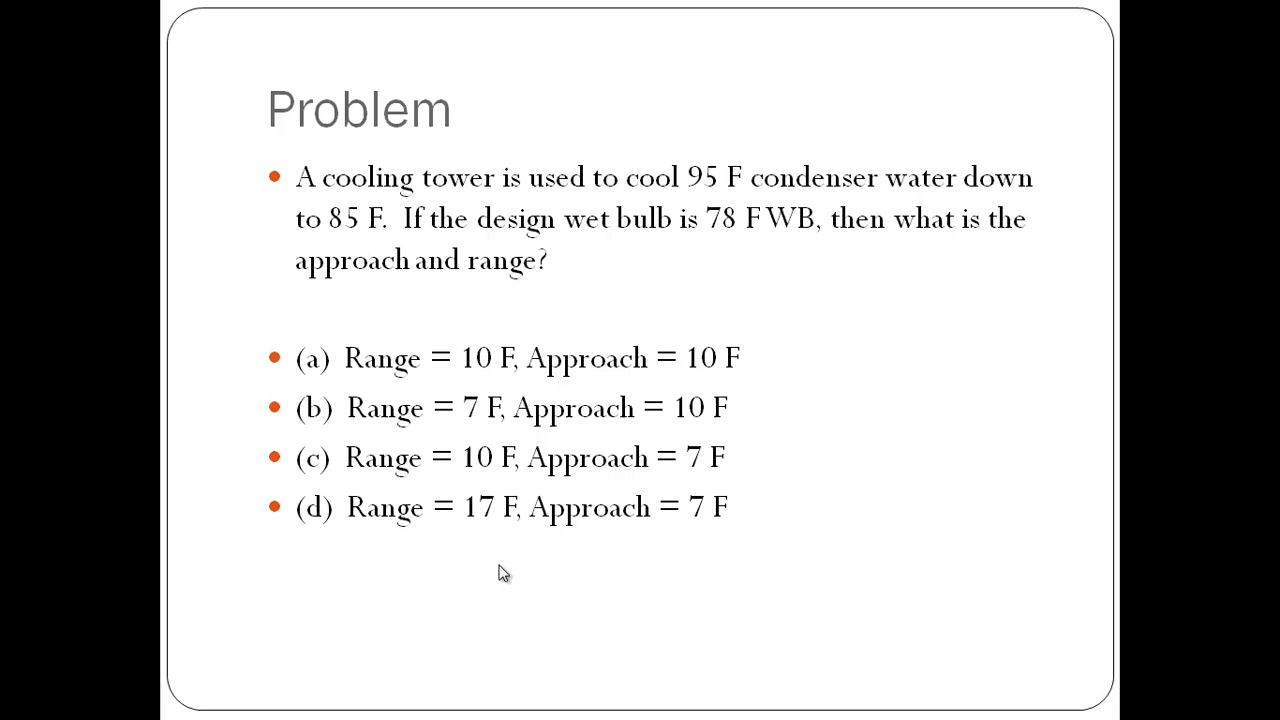 Problem
• A cooling tower is used to cool 95 F condenser water down
to 85 F. If the design wet bulb is 78 F WB, then what is the
approach and range?
• (a) Range = 10 F, Approach = 10 F
• (b) Range = 7 F, Approach = 10 F
• (c) Range = 10 F, Approach = 7 F
• (d) Range = 17 F, Approach = 7 F